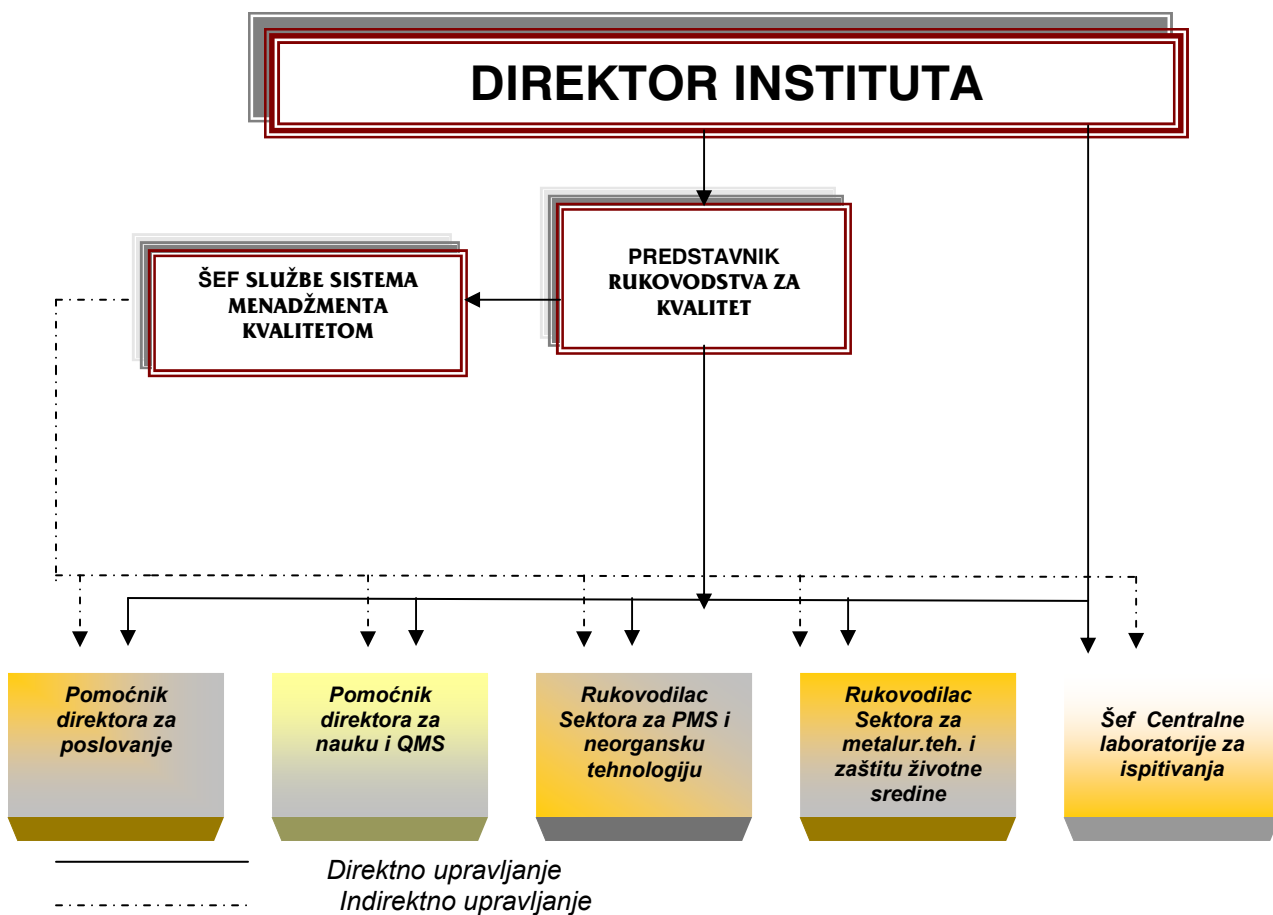 DIREKTOR INSTITUTA
PREDSTAVNIK
RUKOVODSTVA ZA
KVALITET
ŠEF SLUŽBE SISTEMA
MENADŽMENTA
KVALITETOM
Pomoćnik
direktora za
poslovanje
Pomoćnik
direktora za
nauku i QMS
Rukovodilac
Sektora za PMS i
neorgansku
tehnologiju
Rukovodilac
Sektora za
metalur.teh. i
zaštitu životne
sredine
Šef Centralne
laboratorije za
ispitivanja
Direktno upravljanje
Indirektno upravljanje